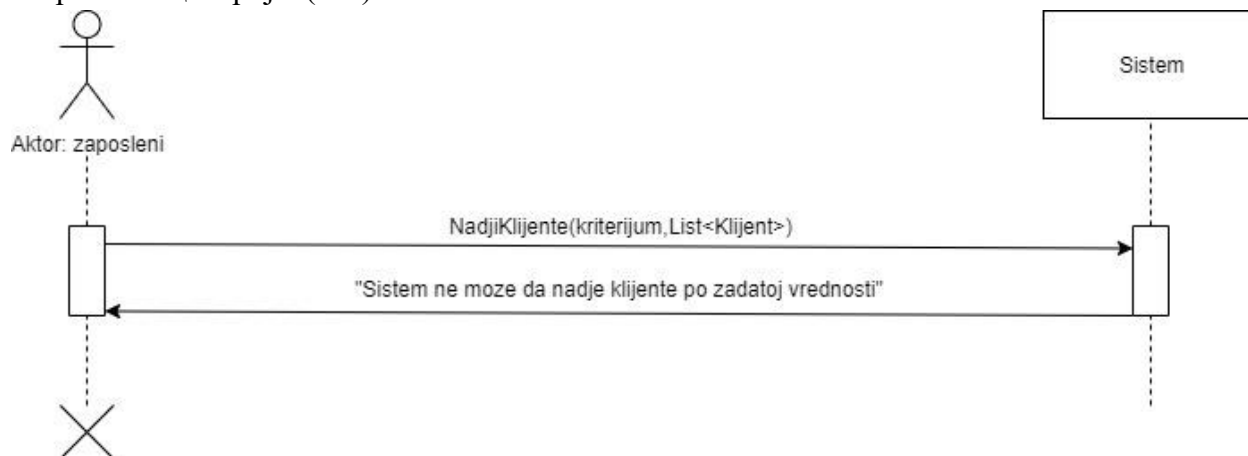 Sistem
Aktor: zaposleni
NadjiKlijente(kriterijum,List<Klijent>)
"Sistem ne moze da nadje klijente po zadatoj vrednosti"